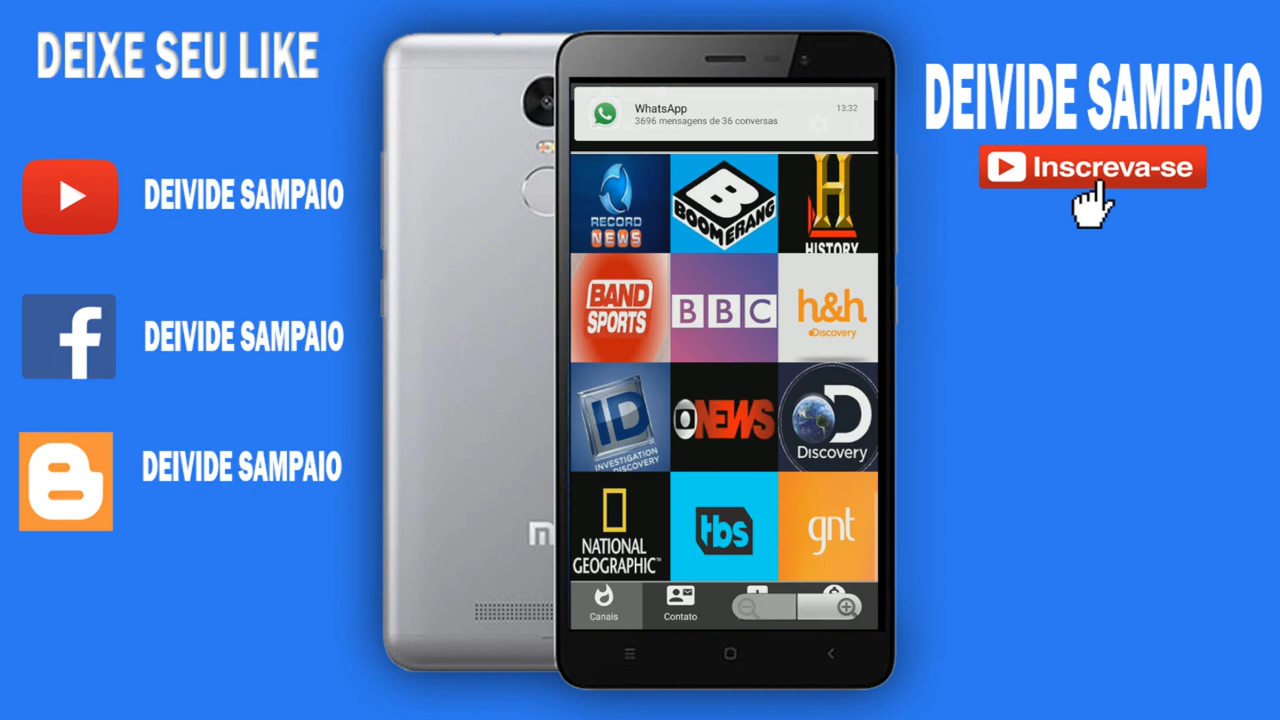 DEIXE SEU LIKE
DEIVIDE SAMPAIO
DEIVIDE SAMPAIO
DEIVIDE SAMPAIO
WhatsApp
13:32
3696 mensagens de 36 conversas
RECORD
NEWS
B
BOOMERANG
H
HISTORY
BAND
SPORTS
BBC
h&h
Discovery
ID
INVESTIGATION
DISCOVERY
NEWS
D
DISCOVERY
NATIONAL
GEOGRAPHIC™
tbs
gnt
Canais
Contato
DEIVIDE SAMPAIO
Inscreva-se